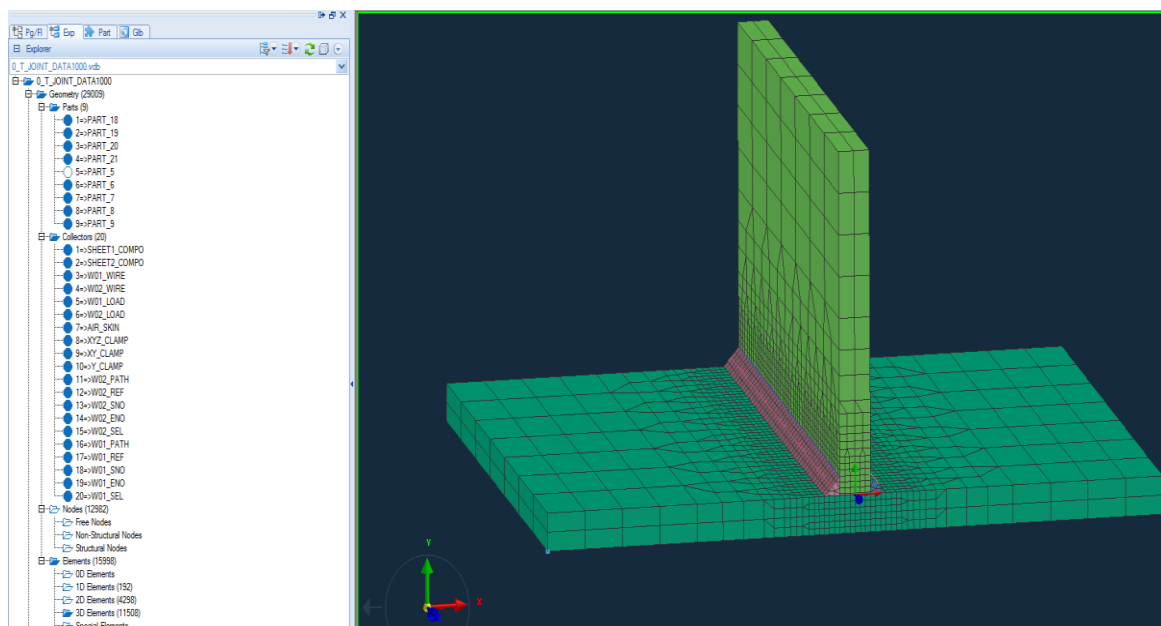 Pg/Fl Exp Part Glb
Explorer
0_T_JOINT_DATA1000.vdb
0_T_JOINT_DATA1000
Geometry (29009)
Parts (9)
1=>PART_18
2=>PART_19
3=>PART_20
4=>PART_21
5=>PART_5
6=>PART_6
7=>PART_7
8=>PART_8
9=>PART_9
Collectors (20)
1=>SHEET1_COMPO
2=>SHEET2_COMPO
3=>W01_WIRE
4=>W02_WIRE
5=>W01_LOAD
6=>W02_LOAD
7=>AIR_SKIN
8=>XYZ_CLAMP
9=>XY_CLAMP
10=>Y_CLAMP
11=>W02_PATH
12=>W02_REF
13=>W02_SNO
14=>W02_ENO
15=>W02_SEL
16=>W01_PATH
17=>W01_REF
18=>W01_SNO
19=>W01_ENO
20=>W01_SEL
Nodes (12982)
Free Nodes
Non-Structural Nodes
Structural Nodes
Elements (15998)
0D Elements
1D Elements (192)
2D Elements (4298)
3D Elements (11508)
Special Elements
Y
X